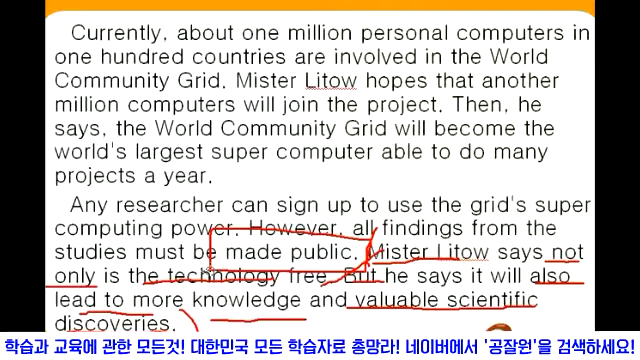 Currently, about one million personal computers in
one hundred countries are involved in the World
Community Grid. Mister Litow hopes that another
million computers will join the project. Then, he
says, the World Community Grid will become the
world's largest super computer able to do many
projects a year.
Any researcher can sign up to use the grid's super
computing power. However, all findings from the
studies must be made public. Mister Litow says not
only is the technology free. But he says it will also
lead to more knowledge and valuable scientific
discoveries.
학습과 교육에 관한 모든것! 대한민국 모든 학습자료 총망라! 네이버에서 '공잘원'을 검색하세요!